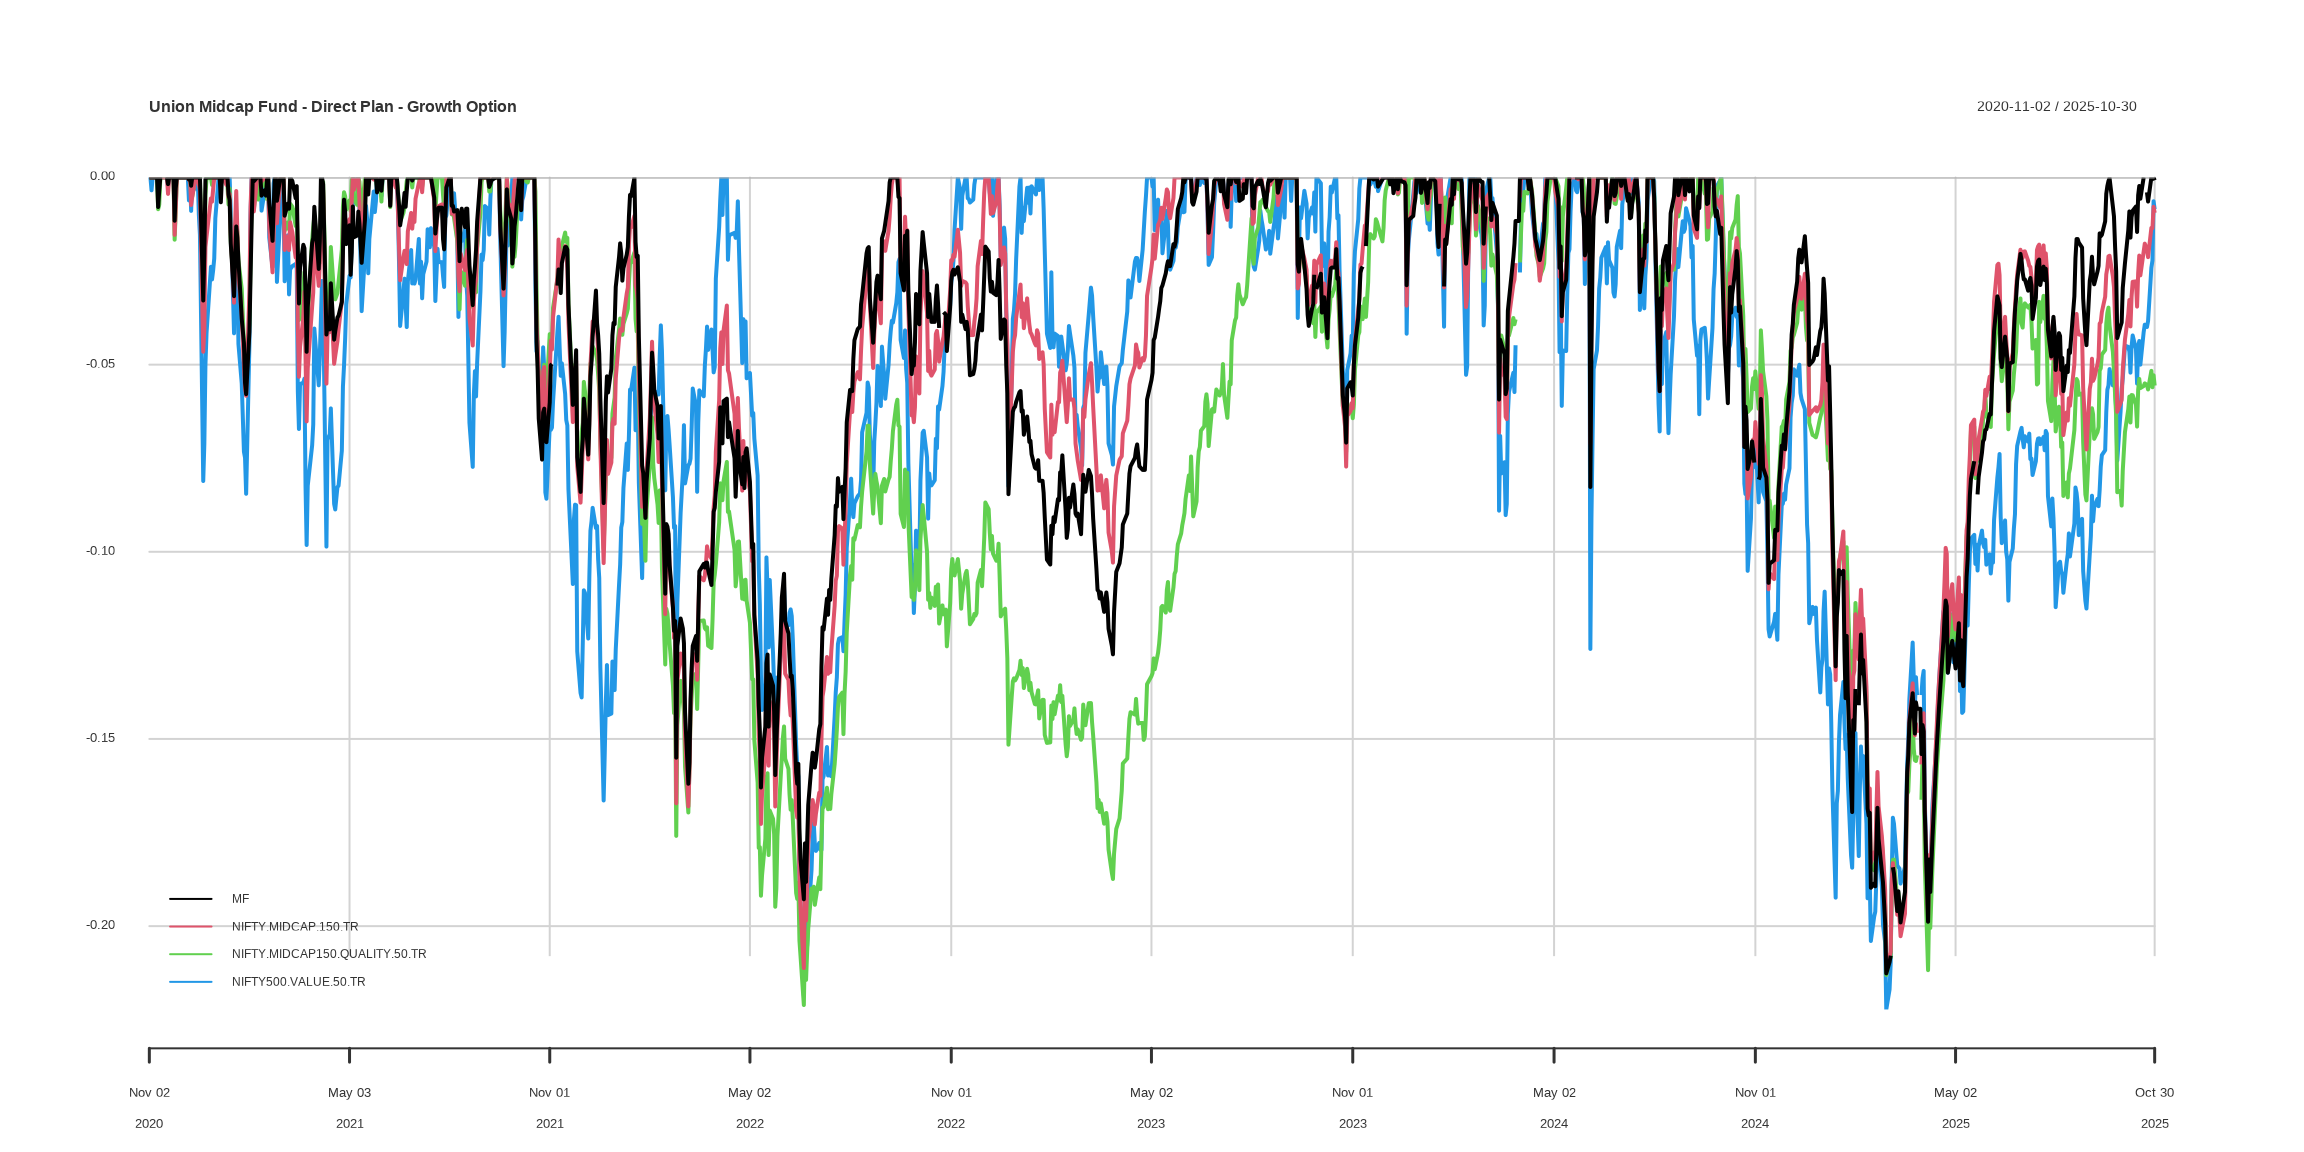 Union Midcap Fund - Direct Plan - Growth Option
2020-11-02 / 2025-10-30
0.00
-0.05
-0.10
-0.15
-0.20
MF
NIFTY.MIDCAP.150.TR
NIFTY.MIDCAP150.QUALITY.50.TR
NIFTY500.VALUE.50.TR
Nov 02 May 03 Nov 01 May 02 Nov 01 May 02 Nov 01 May 02 Nov 01 May 02 Oct 30
2020 2021 2021 2022 2022 2023 2023 2024 2024 2025 2025